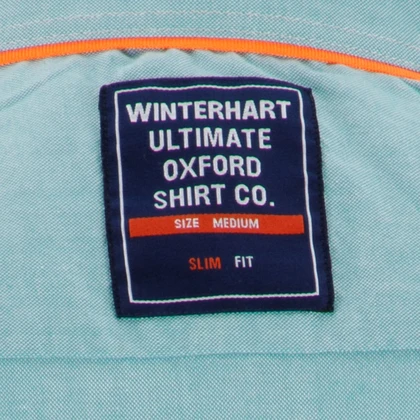 WINTERHART
ULTIMATE
OXFORD
SHIRT CO.
SIZE MEDIUM
SLIM FIT